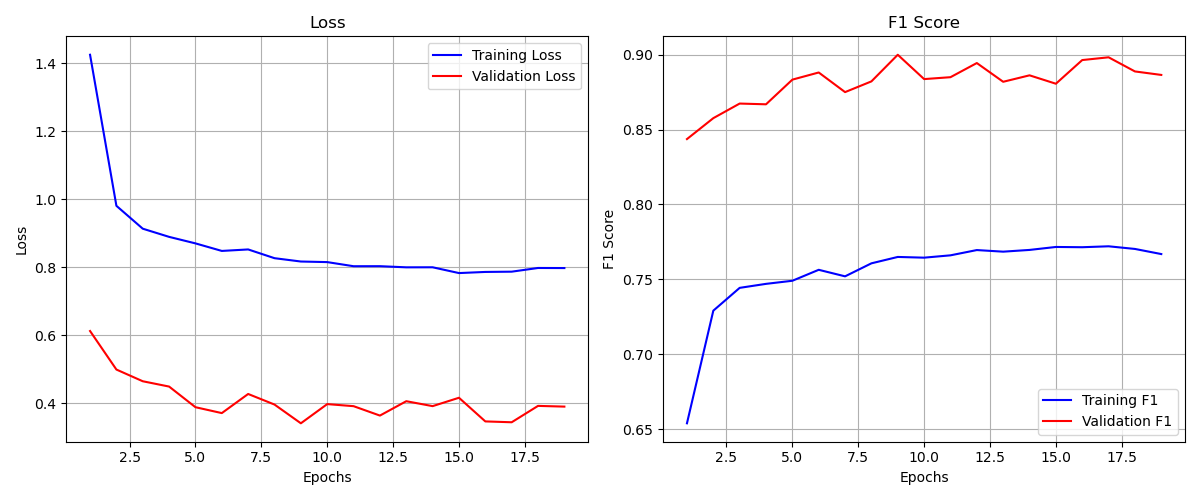 Loss
Training Loss
Validation Loss
1.4
1.2
1.0
0.8
0.6
0.4
Loss
2.5 5.0 7.5 10.0 12.5 15.0 17.5
Epochs
F1 Score
0.90
0.85
0.80
0.75
0.70
0.65
F1 Score
Training F1
Validation F1
2.5 5.0 7.5 10.0 12.5 15.0 17.5
Epochs